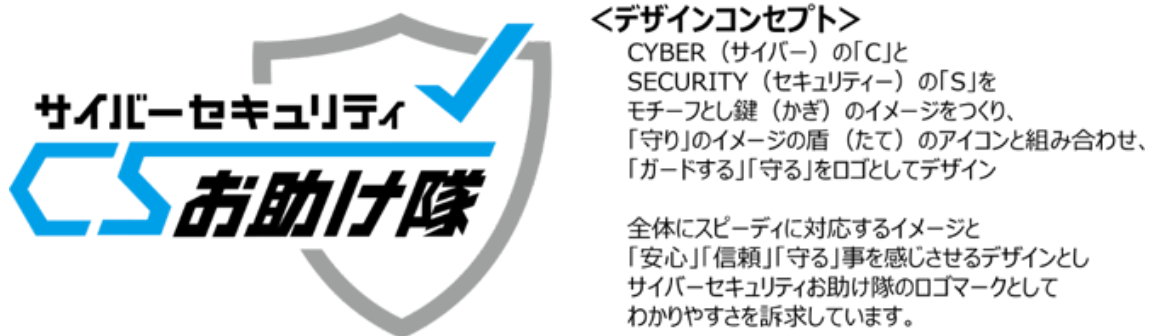 サイバーセキュリティ
CSお助け隊
＜デザインコンセプト＞
CYBER（サイバー）の「C」と
SECURITY（セキュリティー）の「S」を
モチーフとし鍵（かぎ）のイメージをつくり、
「守り」のイメージの盾（たて）のアイコンと組み合わせ、
「ガードする」「守る」をロゴとしてデザイン
全体にスピーディに対応するイメージと
「安心」「信頼」「守る」事を感じさせるデザインとし
サイバーセキュリティお助け隊のロゴマークとして
わかりやすさを訴求しています。